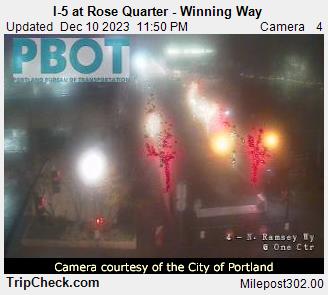 I-5 at Rose Quarter - Winning Way
Updated Dec 10 2023 11:50 PM Camera 4
PBOT
PORTLAND BUREAU OF TRANSPORTATION
4 - N. Ramsey Wy
@ One Ctr
Camera courtesy of the City of Portland
TripCheck.com Milepost302.00